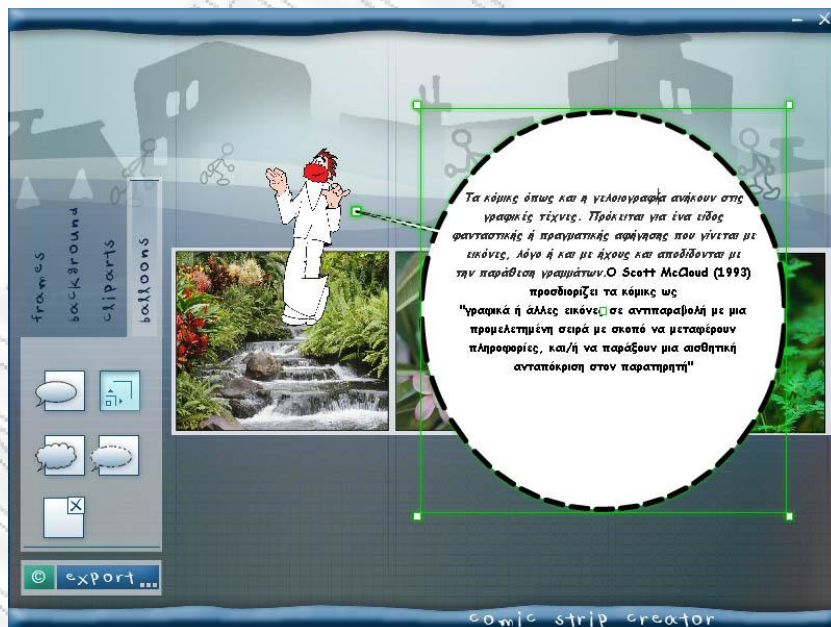 frames
background
cliparts
balloons
Τα κόμικς όπως και η γελοιογραφία ανήκουν στις
γραφικές τέχνες. Πρόκειται για ένα είδος
φανταστικής ή πραγματικής αφήγησης που γίνεται με
εικόνες, λόγο ή και με ήχους και αποδίδονται με
την παράθεση γραμμάτων.Ο Scott McCloud (1993)
προσδιορίζει τα κόμικς ως
"γραφικά ή άλλες εικόνες σε αντιπαραβολή με μια
προμελετημένη σειρά με σκοπό να μεταφέρουν
πληροφορίες, και/ή να παράξουν μια αισθητική
ανταπόκριση στον παρατηρητή"
© export...
comic strip creator